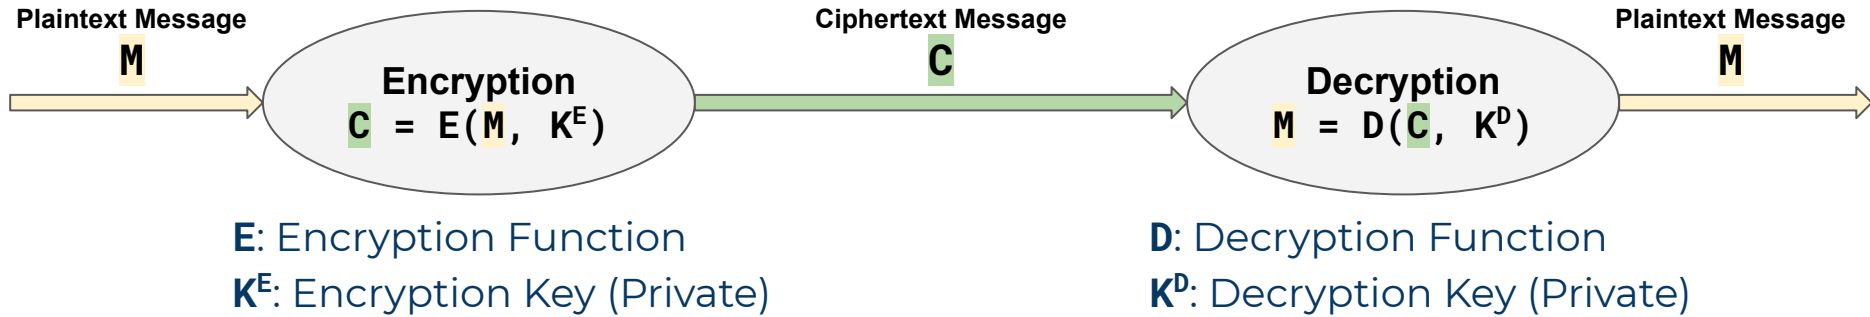 Plaintext Message
M
Encryption
C = E(M, Kᴱ)
Ciphertext Message
C
Decryption
M = D(C, Kᴰ)
Plaintext Message
M
E: Encryption Function
Kᴱ: Encryption Key (Private)
D: Decryption Function
Kᴰ: Decryption Key (Private)